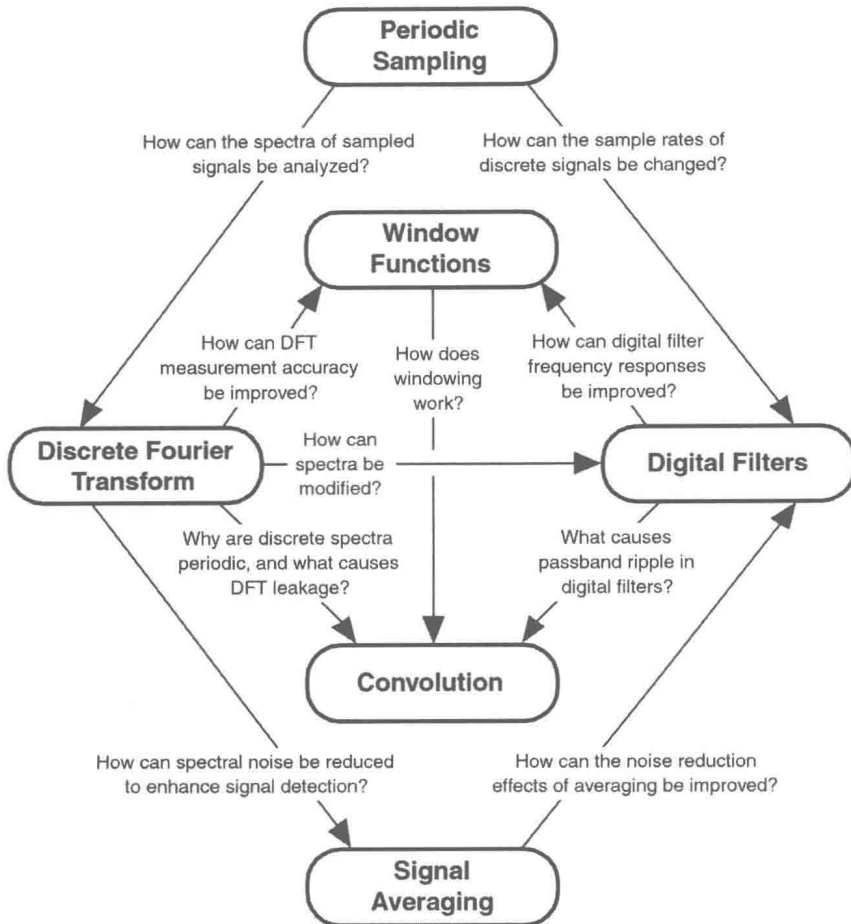 Periodic
Sampling
How can the spectra of sampled
signals be analyzed?
How can the sample rates of
discrete signals be changed?
Window
Functions
How can DFT
measurement accuracy
be improved?
How does
windowing
work?
How can digital filter
frequency responses
be improved?
Discrete Fourier
Transform
How can
spectra be
modified?
Digital Filters
Why are discrete spectra
periodic, and what causes
DFT leakage?
What causes
passband ripple in
digital filters?
Convolution
How can spectral noise be reduced
to enhance signal detection?
How can the noise reduction
effects of averaging be improved?
Signal
Averaging